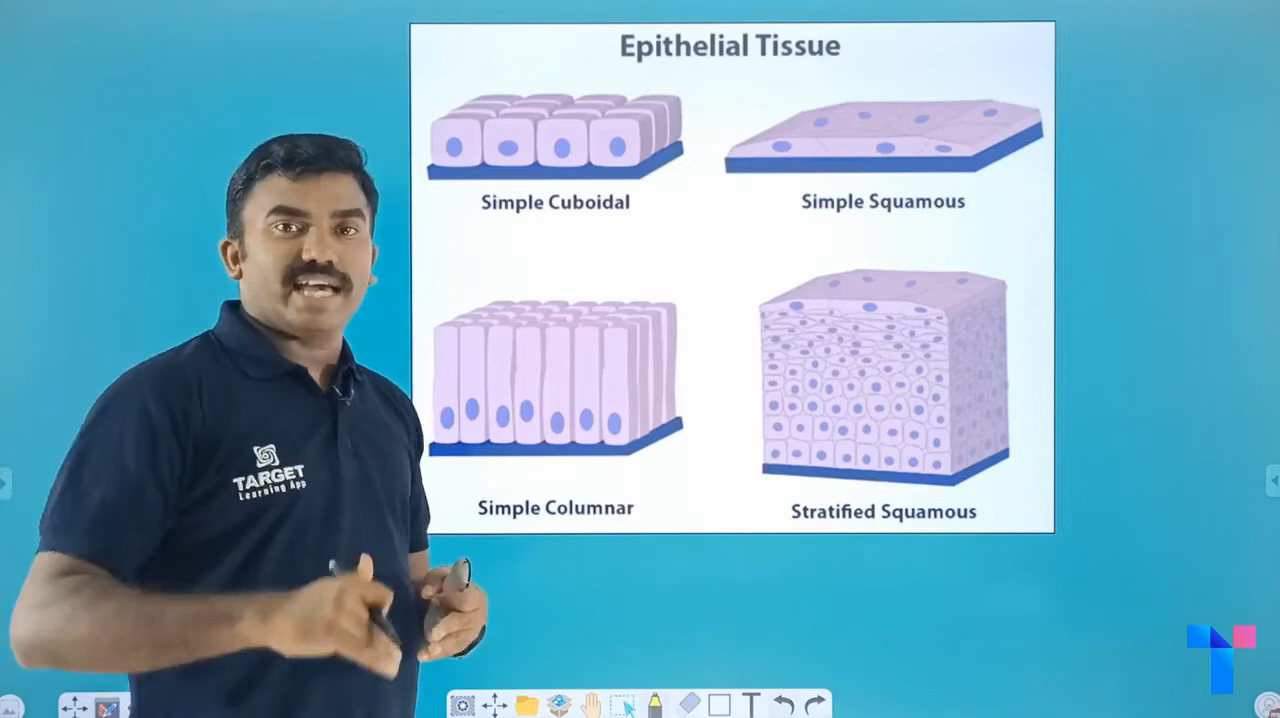 Epithelial Tissue
Simple Cuboidal
Simple Squamous
Simple Columnar
Stratified Squamous
TARGET
Learning App